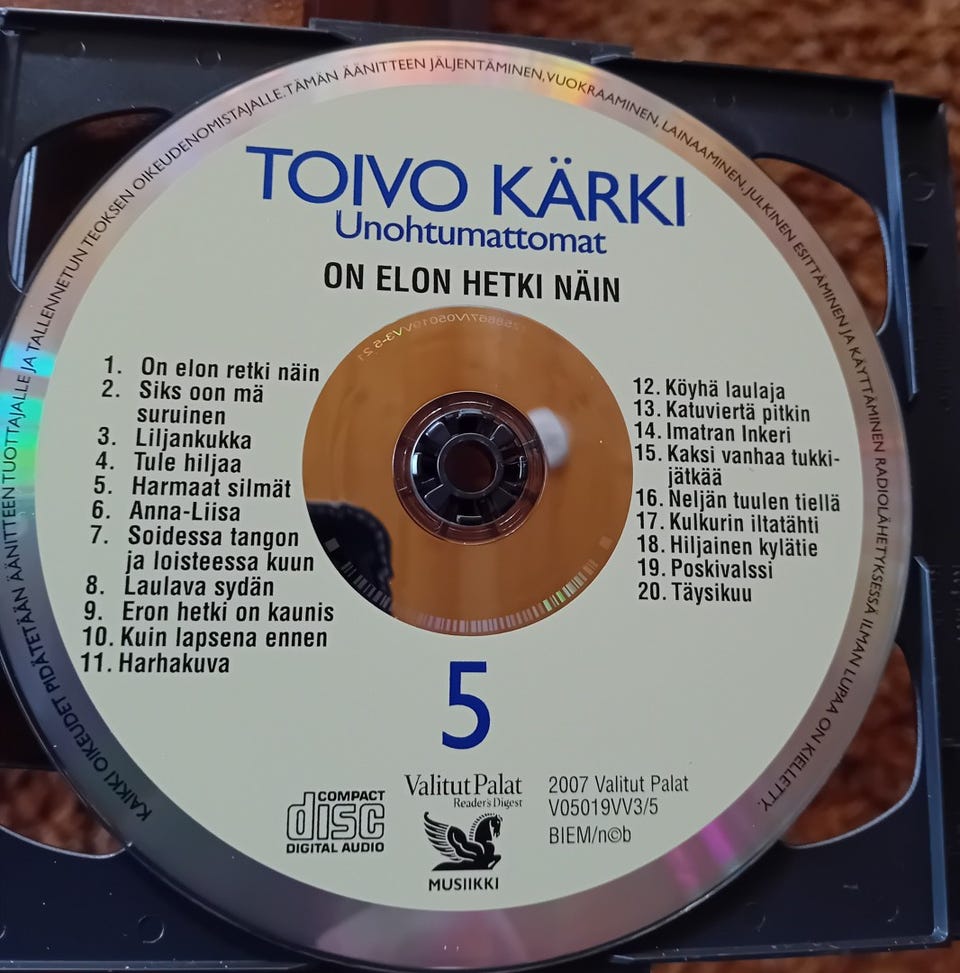 KAIKKI OIKEUDET PIDÄTETÄÄN ÄÄNITTEEN TUOTTAJALLE JA TALLENNETUN TEOKSEN OIKEUDENOMISTAJALLE. TÄMÄN ÄÄNITTEEN JÄLJENTÄMINEN, VUOKRAAMINEN, LAINAAMINEN, JULKINEN ESITTÄMINEN JA KÄYTTÄMINEN RADIOLÄHETYKSESSÄ ILMAN LUPAA ON KIELLETTY.
TOIVO KÄRKI
Unohtumattomat
ON ELON HETKI NÄIN
1. On elon retki näin
2. Siks oon mä
suruinen
3. Liljankukka
4. Tule hiljaa
5. Harmaat silmät
6. Anna-Liisa
7. Soidessa tangon
ja loisteessa kuun
8. Laulava sydän
9. Eron hetki on kaunis
10. Kuin lapsena ennen
11. Harhakuva
12. Köyhä laulaja
13. Katuviertä pitkin
14. Imatran Inkeri
15. Kaksi vanhaa tukki-
jätkää
16. Neljän tuulen tiellä
17. Kulkurin iltatähti
18. Hiljainen kylätie
19. Poskivalssi
20. Täysikuu
5
COMPACT
disc
DIGITAL AUDIO
Valitut Palat
Reader's Digest
MUSIIKKI
2007 Valitut Palat
V05019VV3/5
BIEM/n©b